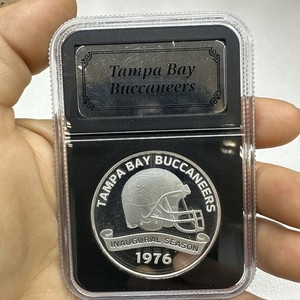 Tampa Bay
Buccaneers
TAMPA BAY BUCCANEERS
INAUGURAL SEASON
1976